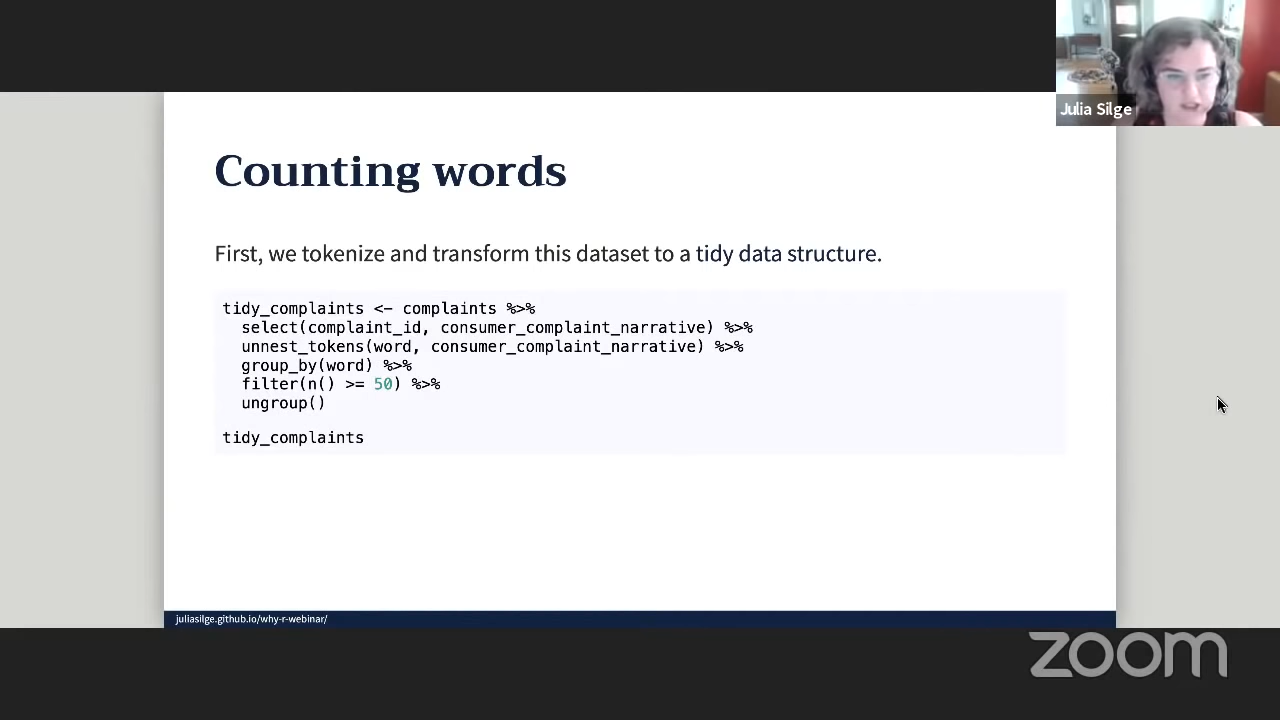 Julia Silge
Counting words
First, we tokenize and transform this dataset to a tidy data structure.
tidy_complaints <- complaints %>%
  select(complaint_id, consumer_complaint_narrative) %>%
  unnest_tokens(word, consumer_complaint_narrative) %>%
  group_by(word) %>%
  filter(n() >= 50) %>%
  ungroup()
tidy_complaints
juliasilge.github.io/why-r-webinar/
zoom